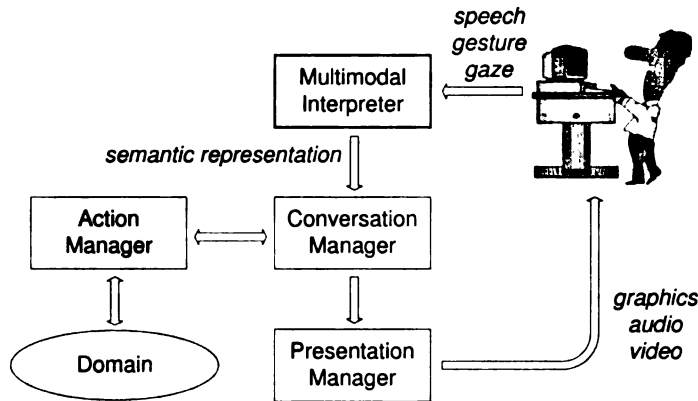 speech
gesture
gaze
Multimodal
Interpreter
semantic representation
Action
Manager
Conversation
Manager
graphics
audio
video
Domain
Presentation
Manager